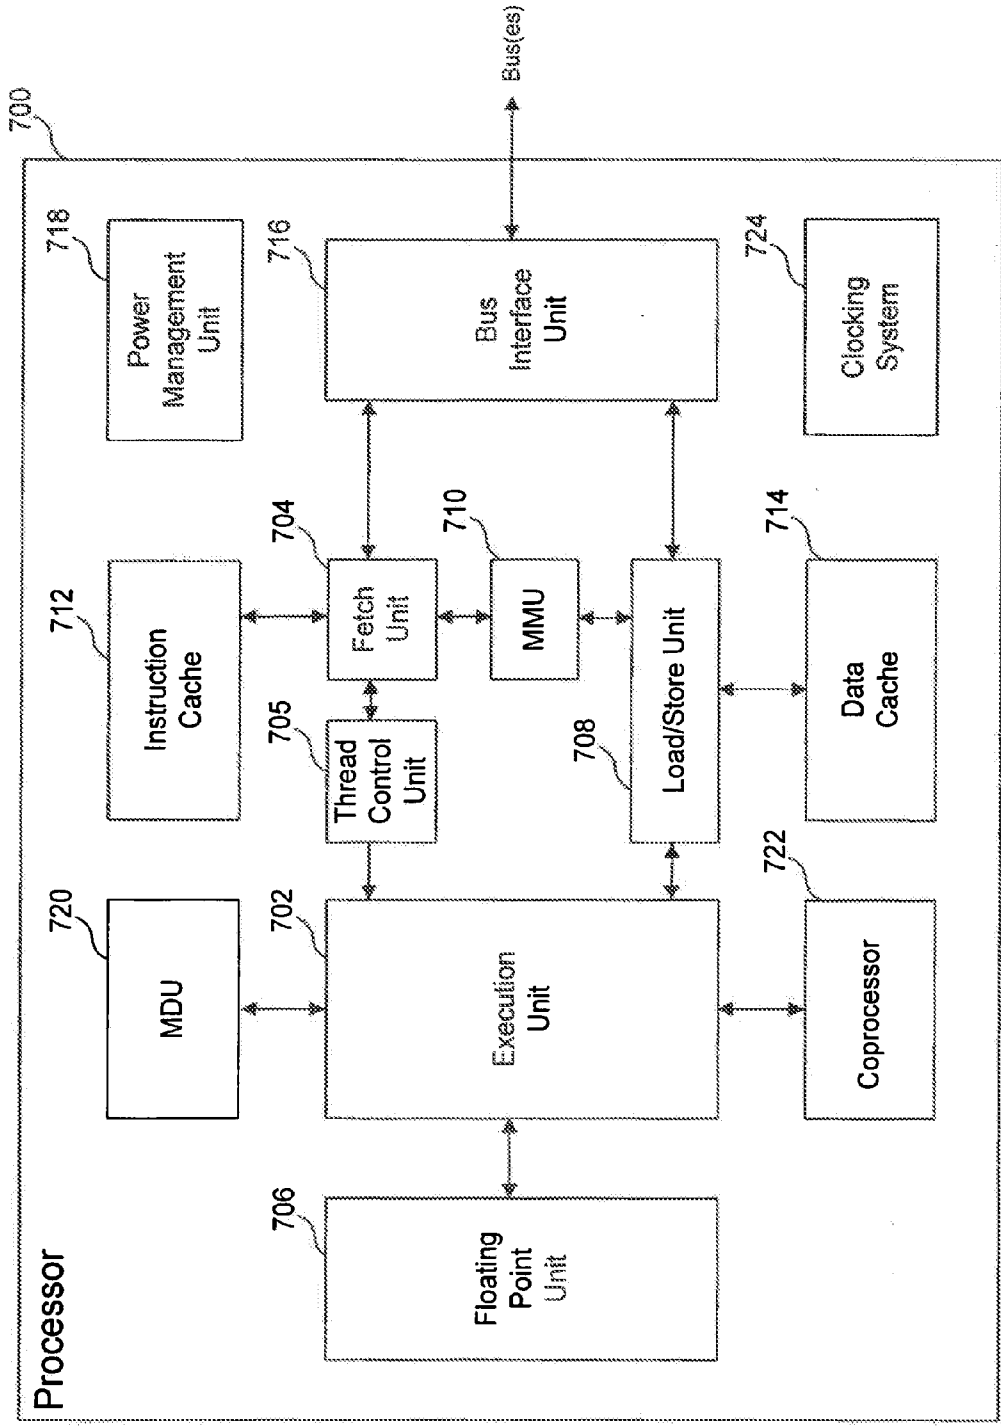 Processor
700
720
MDU
712
Instruction
Cache
718
Power
Management
Unit
706
Floating
Point
Unit
702
Execution
Unit
705
Thread
Control
Unit
704
Fetch
Unit
710
MMU
708
Load/Store Unit
716
Bus
Interface
Unit
Bus(es)
722
Coprocessor
714
Data
Cache
724
Clocking
System